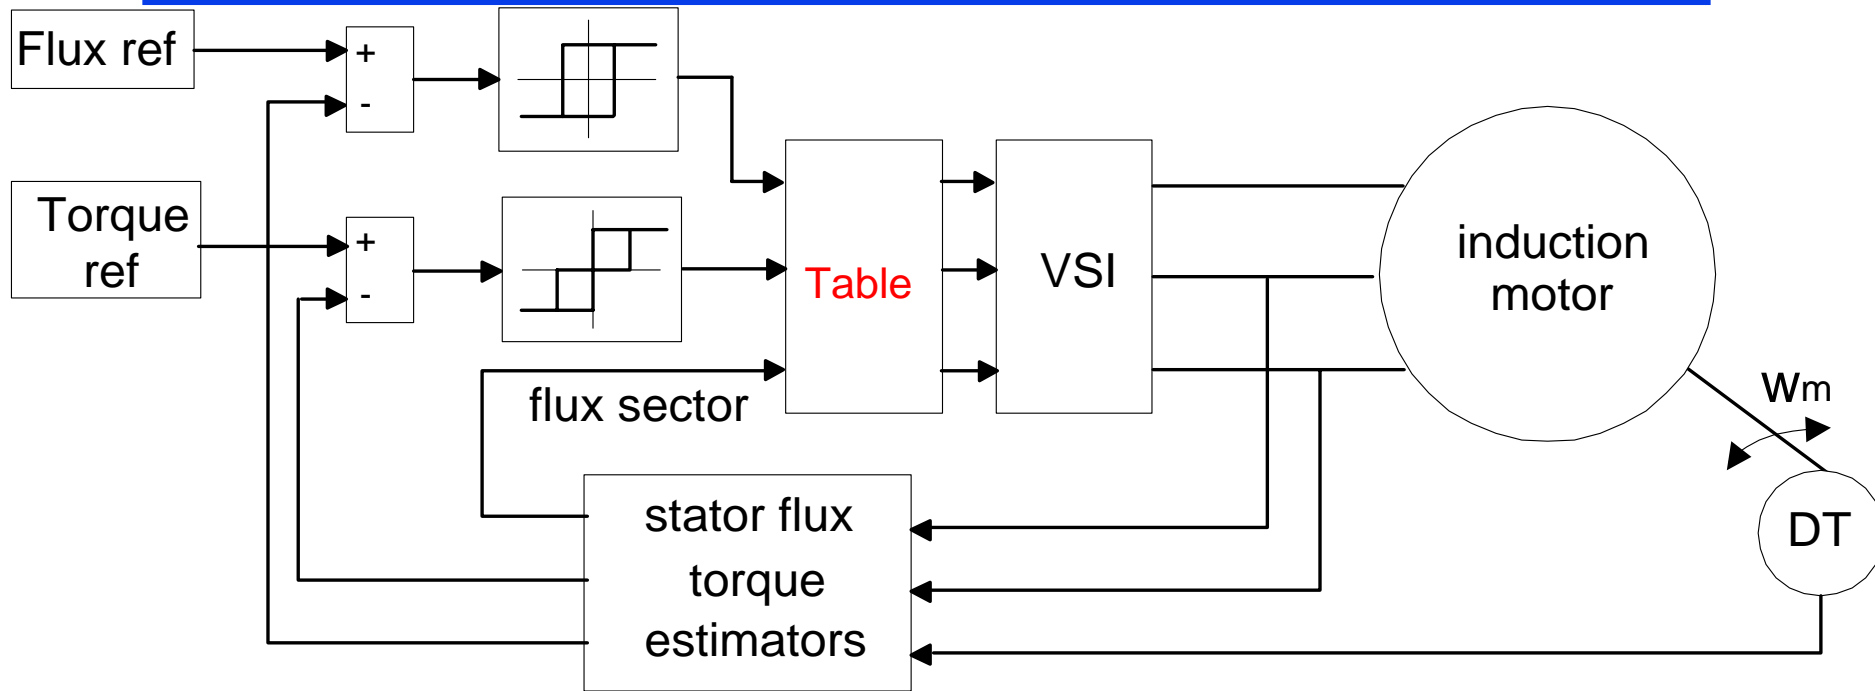 Flux ref
+
-
Torque
ref
+
-
Table
VSI
induction
motor
flux sector
wm
stator flux
torque
estimators
DT